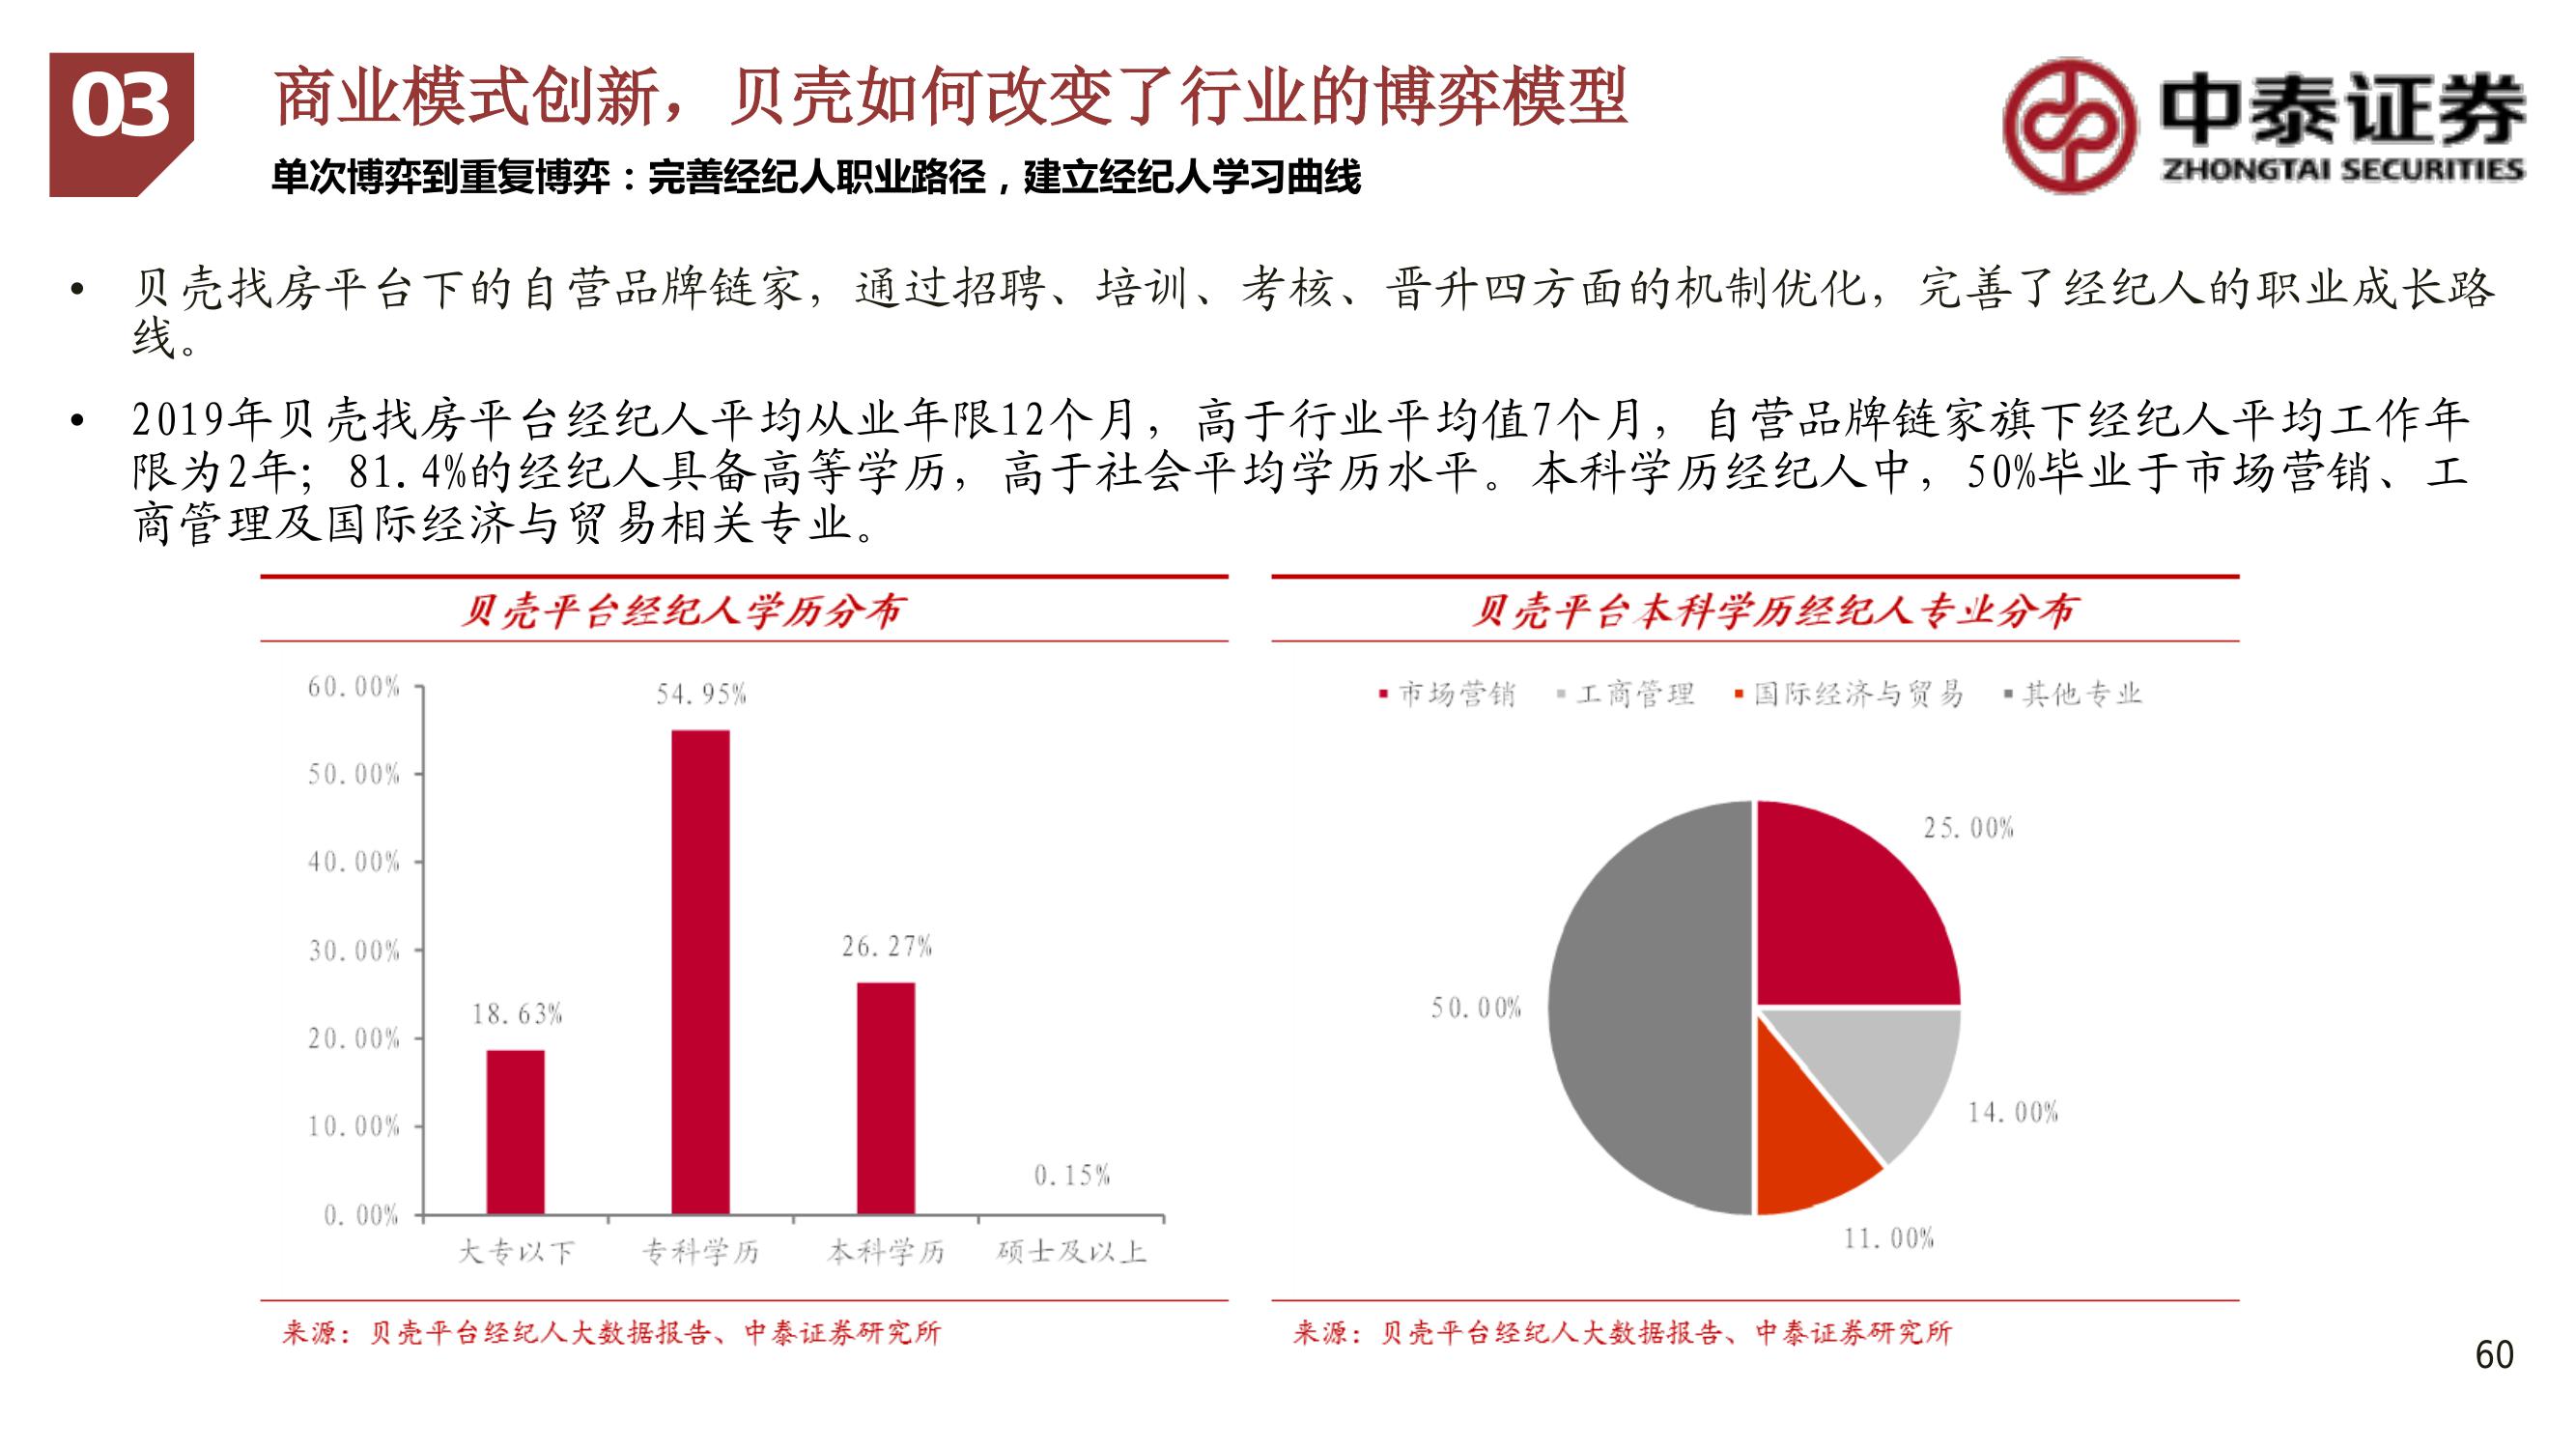 03
商业模式创新，贝壳如何改变了行业的博弈模型
单次博弈到重复博弈：完善经纪人职业路径，建立经纪人学习曲线
中泰证券
ZHONGTAI SECURITIES
• 贝壳找房平台下的自营品牌链家，通过招聘、培训、考核、晋升四方面的机制优化，完善了经纪人的职业成长路
线。
• 2019年贝壳找房平台经纪人平均从业年限12个月，高于行业平均值7个月，自营品牌链家旗下经纪人平均工作年
限为2年；81.4%的经纪人具备高等学历，高于社会平均学历水平。本科学历经纪人中，50%毕业于市场营销、工
商管理及国际经济与贸易相关专业。
贝壳平台经纪人学历分布
60.00%
50.00%
40.00%
30.00%
20.00%
10.00%
0.00%
18.63%
54.95%
26.27%
0.15%
大专以下 专科学历 本科学历 硕士及以上
来源：贝壳平台经纪人大数据报告、中泰证券研究所
贝壳平台本科学历经纪人专业分布
市场营销 工商管理 国际经济与贸易 其他专业
25.00%
50.00%
14.00%
11.00%
来源：贝壳平台经纪人大数据报告、中泰证券研究所
60